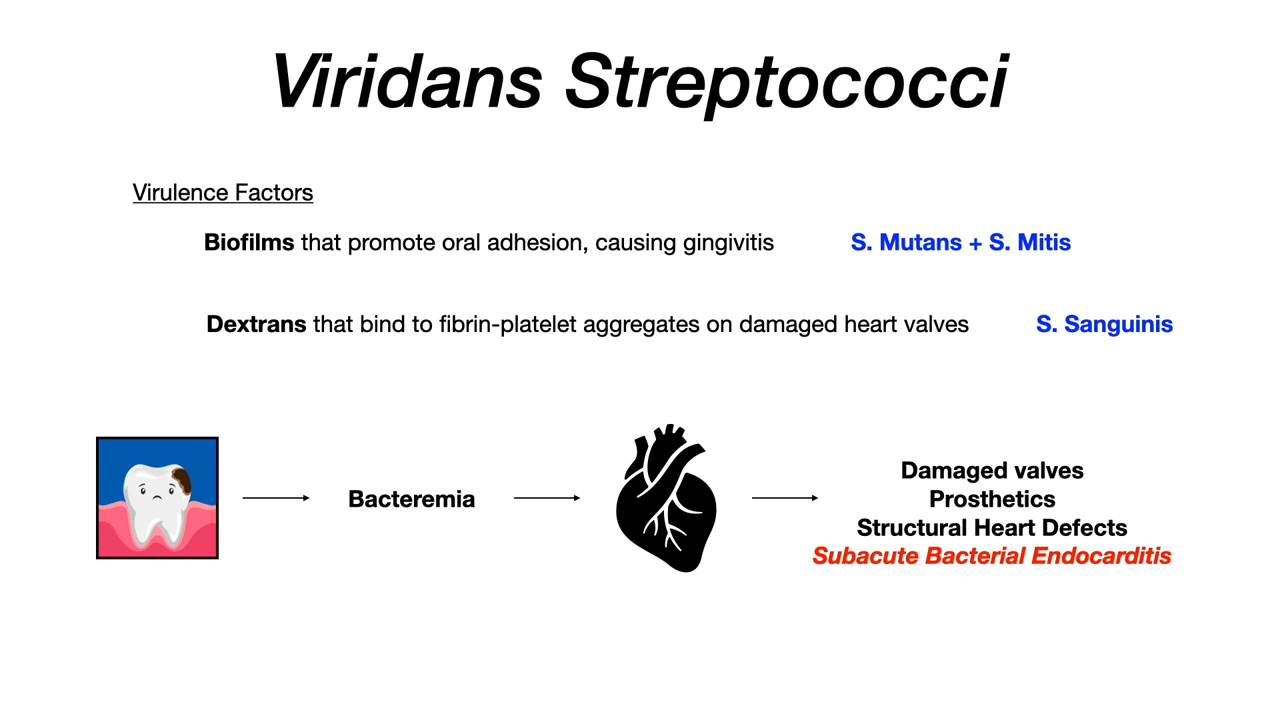 Viridans Streptococci
Virulence Factors
Biofilms that promote oral adhesion, causing gingivitis S. Mutans + S. Mitis
Dextrans that bind to fibrin-platelet aggregates on damaged heart valves S. Sanguinis
Bacteremia
Damaged valves
Prosthetics
Structural Heart Defects
Subacute Bacterial Endocarditis